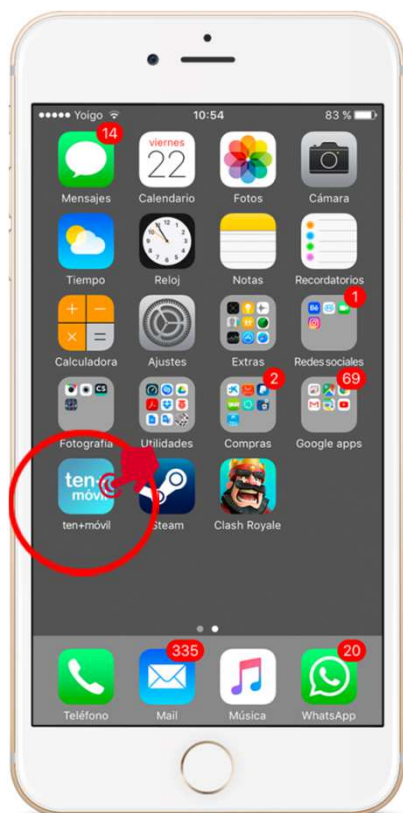 ●●●●● Yoigo 10:54 83 %
14
viernes
22
Mensajes Calendario Fotos Cámara
12
Tiempo Reloj Notas Recordatorios
1
Calculadora Ajustes Extras Redes sociales
CS 2 69
Fotografía Utilidades Compras Google apps
ten+
móvil
ten+móvil Steam Clash Royale
335 20
Teléfono Mail Música WhatsApp